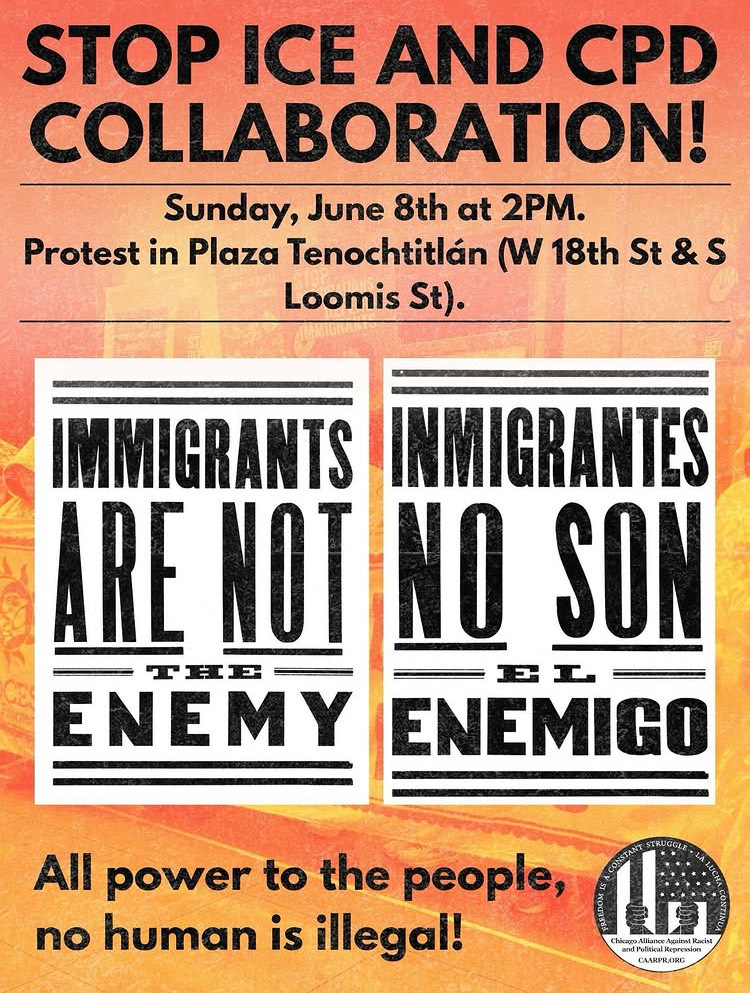 STOP ICE AND CPD
COLLABORATION!
Sunday, June 8th at 2PM.
Protest in Plaza Tenochtitlán (W 18th St & S
Loomis St).
IMMIGRANTS
ARE NOT
THE
ENEMY
INMIGRANTES
NO SON
EL
ENEMIGO
All power to the people,
no human is illegal!
FREEDOM IS A CONSTANT STRUGGLE • LA LUCHA CONTINUA
Chicago Alliance Against Racist
and Political Repression
CAARPR.ORG